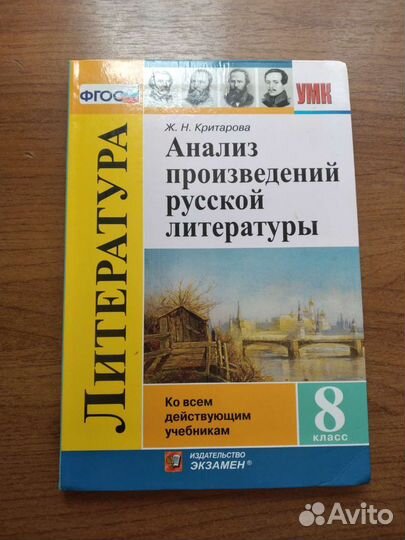 ФГОС
УМК
Ж. Н. Критарова
Анализ
произведений
русской
литературы
ЛИТЕРАТУРА
Ко всем
действующим
учебникам
8
класс
ИЗДАТЕЛЬСТВО
ЭКЗАМЕН®
Avito